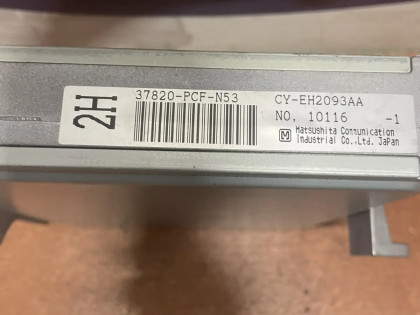 2H
37820-PCF-N53
CY-EH2093AA
NO. 10116 -1
M Matsushita Communication
Industrial Co.,Ltd. Japan